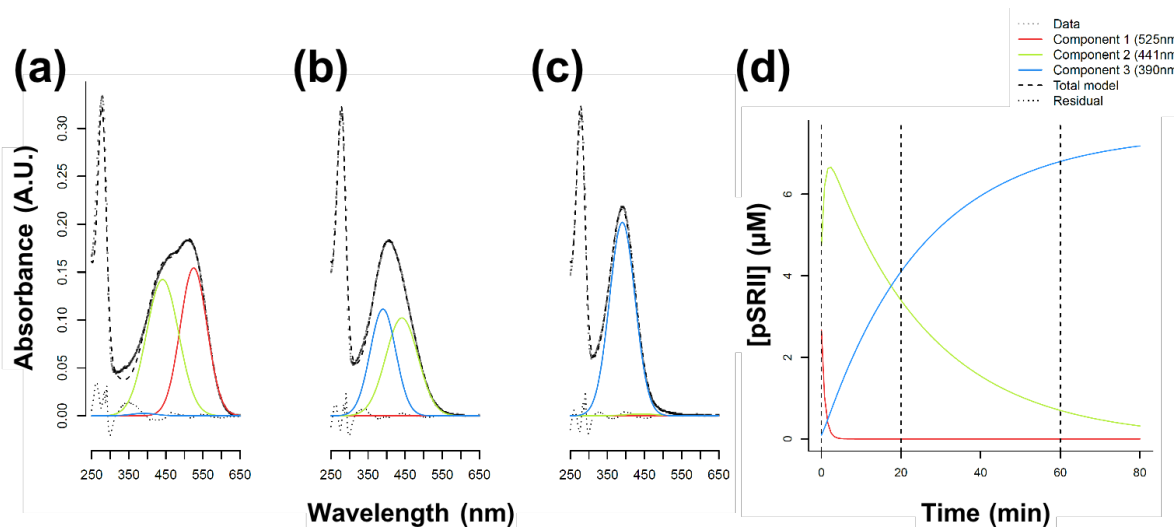 Data
Component 1 (525nm
Component 2 (441nm
Component 3 (390nm
Total model
Residual
(a)
(b)
(c)
(d)
Absorbance (A.U.)
0.30
0.25
0.20
0.15
0.10
0.05
0.00
250 350 450 550 650
250 350 450 550 650
250 350 450 550 650
Wavelength (nm)
[pSRII] (µM)
6
4
2
0
0 20 40 60 80
Time (min)